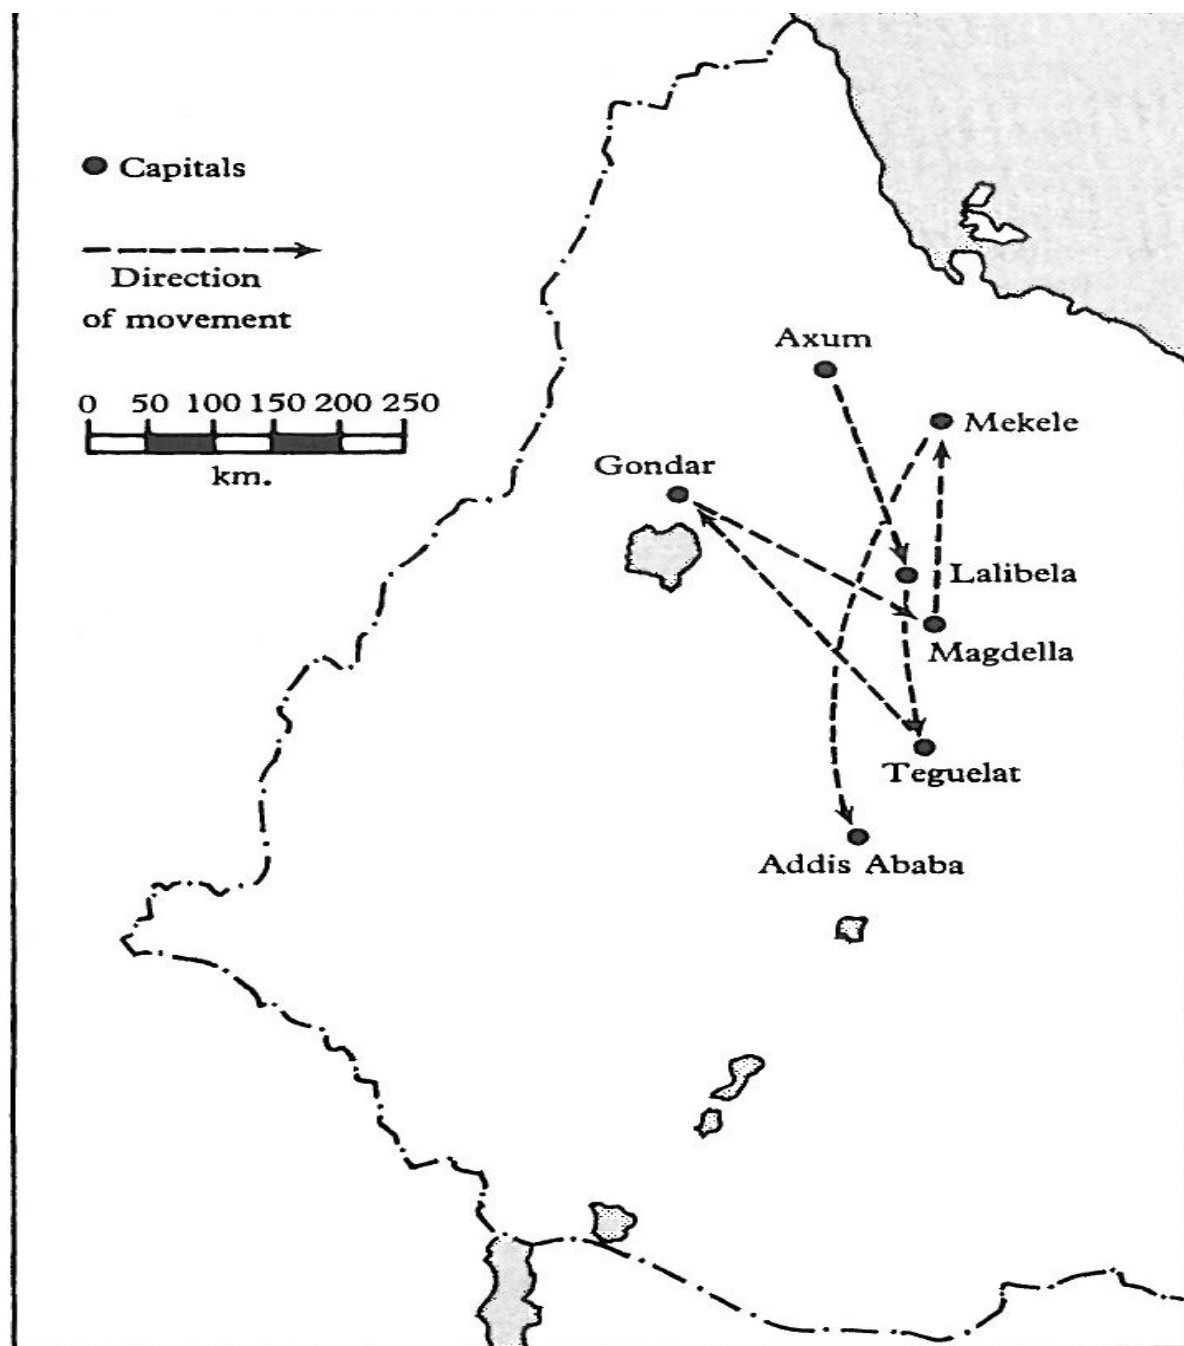 Capitals
Direction
of movement
0 50 100 150 200 250
km.
Axum
Mekele
Gondar
Lalibela
Magdella
Teguelat
Addis Ababa